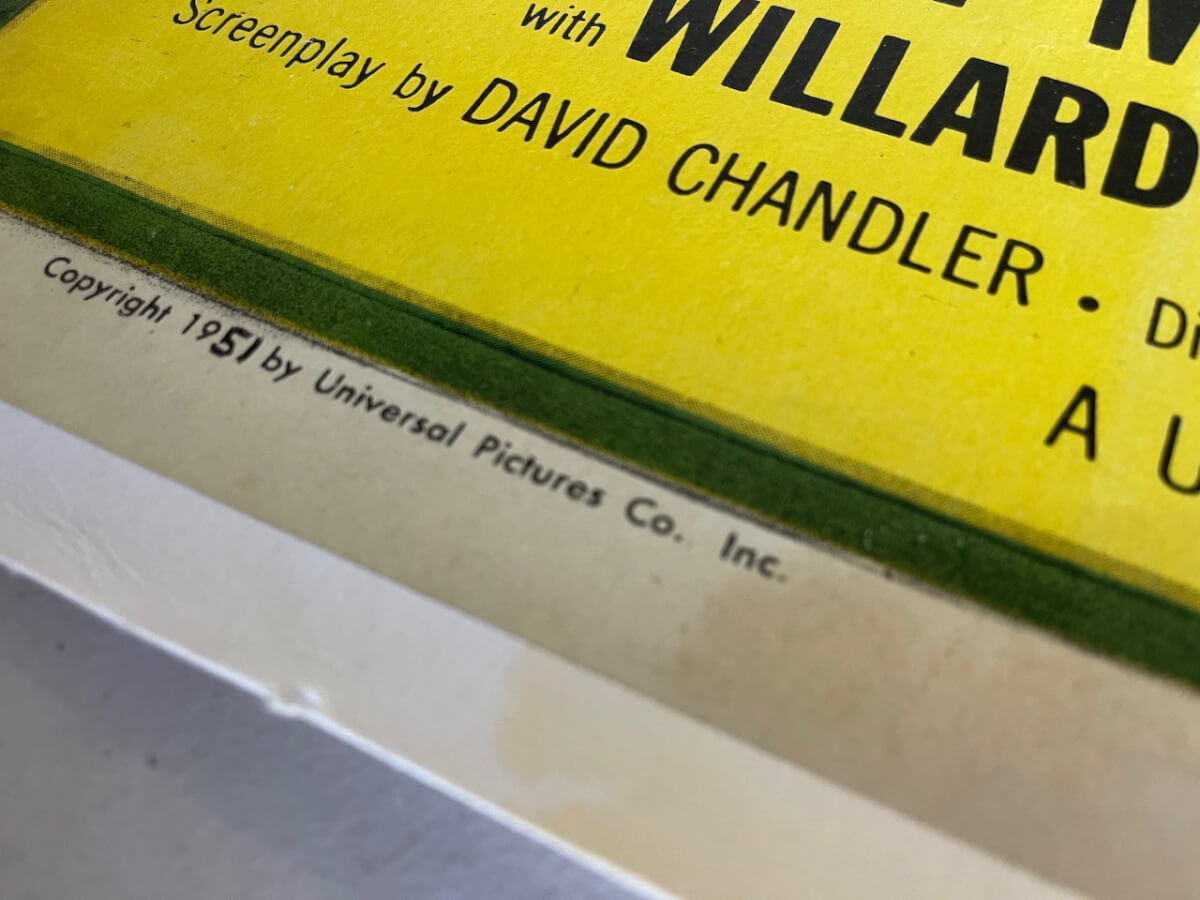 with WILLARD
Screenplay by DAVID CHANDLER •
A
Copyright 1951 by Universal Pictures Co. Inc.